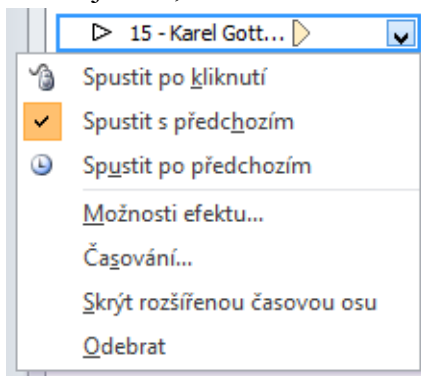 15 - Karel Gott...
Spustit po kliknutí
Spustit s předchozím
Spustit po předchozím
Možnosti efektu...
Časování...
Skrýt rozšířenou časovou osu
Odebrat